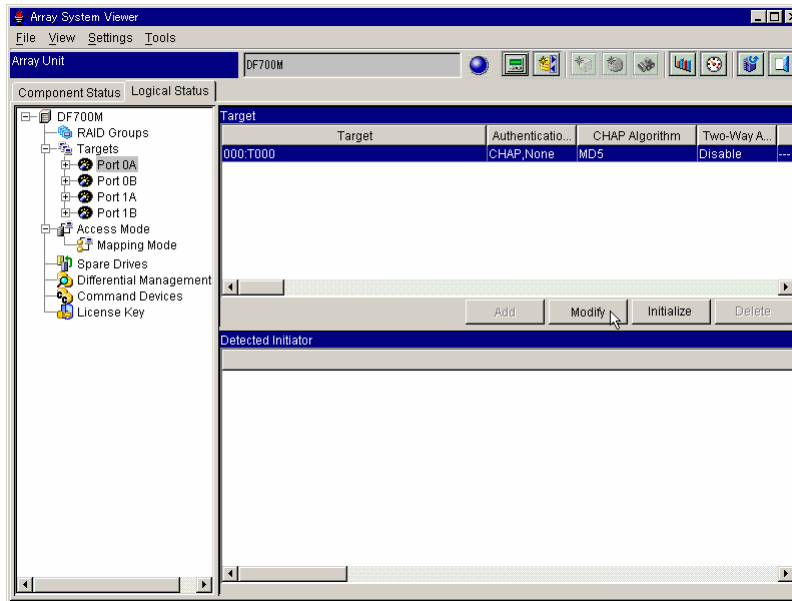 Array System Viewer
File View Settings Tools
Array Unit
DF700M
Component Status
Logical Status
DF700M
RAID Groups
Targets
Port 0A
Port 0B
Port 1A
Port 1B
Access Mode
Mapping Mode
Spare Drives
Differential Management
Command Devices
License Key
Target
Target Authenticatio... CHAP Algorithm Two-Way A...
000:T000 CHAP,None MD5 Disable ---
Add Modify Initialize Delete
Detected Initiator